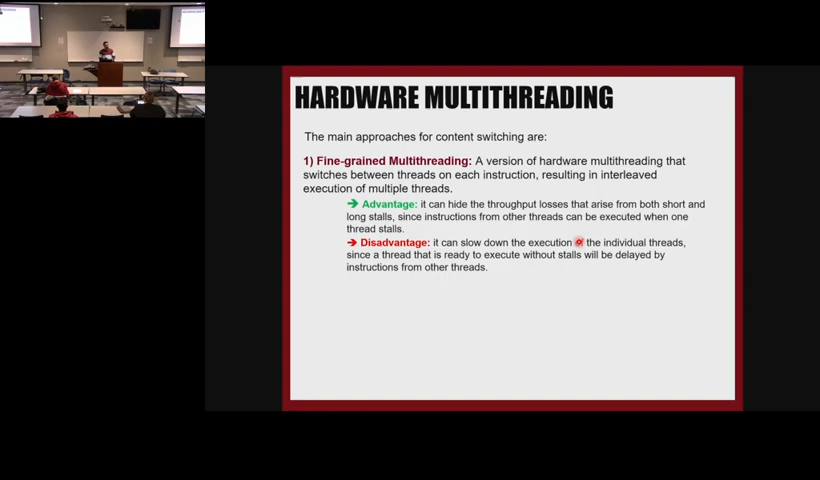 HARDWARE MULTITHREADING
The main approaches for content switching are:
1) Fine-grained Multithreading: A version of hardware multithreading that
switches between threads on each instruction, resulting in interleaved
execution of multiple threads.
➔ Advantage: it can hide the throughput losses that arise from both short and
long stalls, since instructions from other threads can be executed when one
thread stalls.
➔ Disadvantage: it can slow down the execution of the individual threads,
since a thread that is ready to execute without stalls will be delayed by
instructions from other threads.